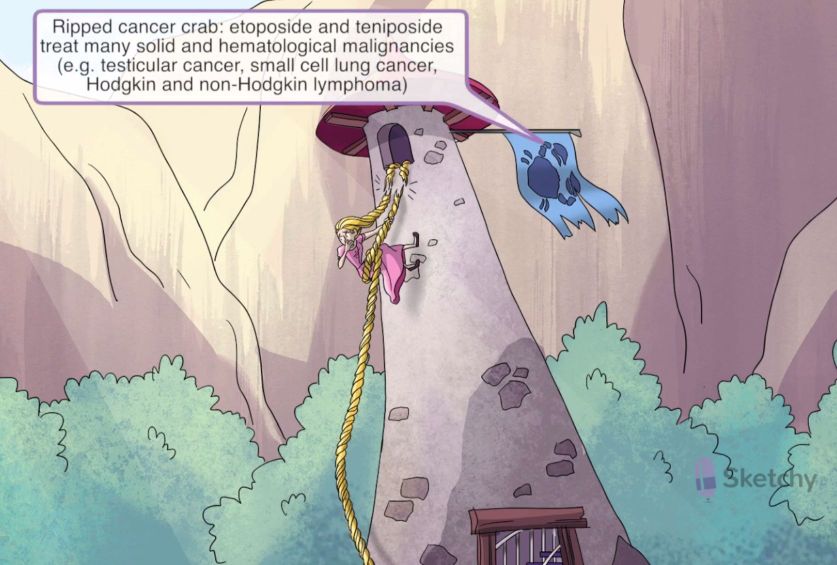 Ripped cancer crab: etoposide and teniposide
treat many solid and hematological malignancies
(e.g. testicular cancer, small cell lung cancer,
Hodgkin and non-Hodgkin lymphoma)
Sketchy